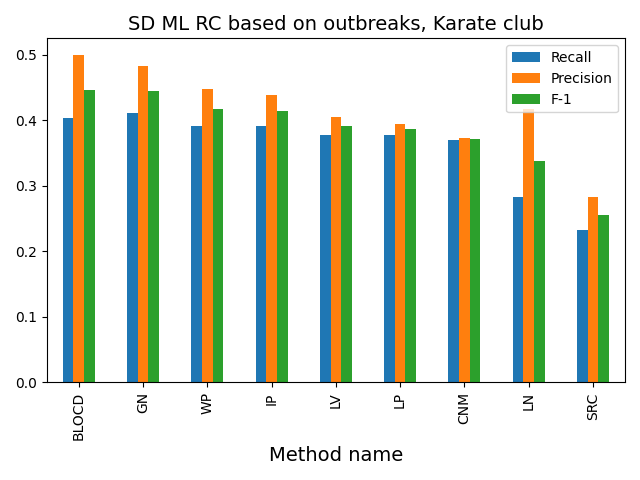 SD ML RC based on outbreaks, Karate club
Recall
Precision
F-1
0.5
0.4
0.3
0.2
0.1
0.0
BLOCD
GN
WP
IP
LV
LP
CNM
LN
SRC
Method name